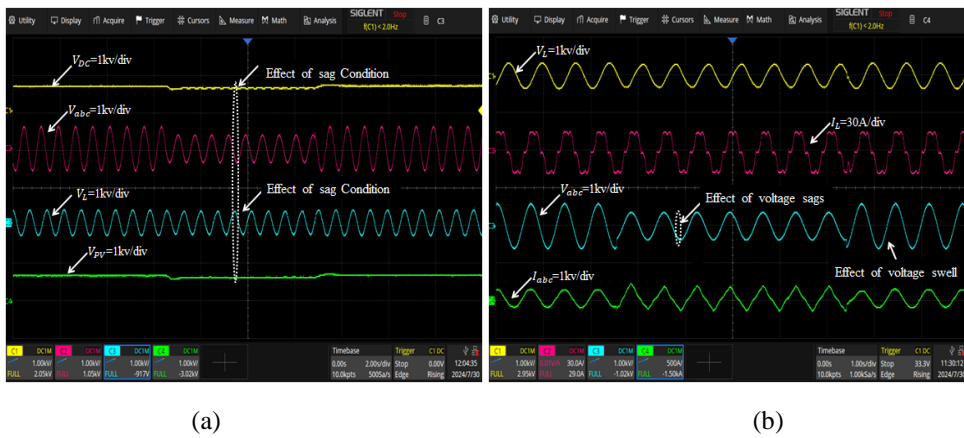 Utility Display Acquire Trigger Cursors Measure Math Analysis SIGLENT Stop f(C1) < 2.0Hz C3
V_DC=1kv/div
Effect of sag Condition
V_abc=1kv/div
V_L=1kv/div
Effect of sag Condition
V_PV=1kv/div
C1 DC1M C2 DC1M C3 DC1M C4 DC1M Timebase Trigger C1 DC
1.00kV/ 1.00kV/ 1.00kV/ 1.00kV/ 0.00s 2.00s/div Stop 0.00V 12:04:35
FULL 2.05kV FULL 1.05kV FULL -917V FULL -3.02kV 10.0kpts 500Sa/s Edge Rising 2024/7/30
(a)
Utility Display Acquire Trigger Cursors Measure Math Analysis SIGLENT Stop f(C1) < 2.0Hz C4
V_L=1kv/div
I_L=30A/div
V_abc=1kv/div
Effect of voltage sags
Effect of voltage swell
I_abc=1kv/div
C1 DC1M C2 DC1M C3 DC1M C4 DC1M Timebase Trigger C1 DC
1.00kV/ 30.0A/ 1.00kV/ 500A/ 0.00s 1.00s/div Stop 33.3V 11:30:12
FULL 2.95kV FULL 29.0A FULL -1.02kV FULL -1.50kA 10.0kpts 1.00kSa/s Edge Rising 2024/7/30
(b)